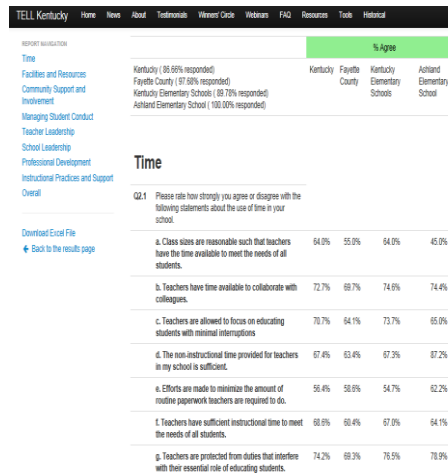 TELL Kentucky Home News About Testimonials Winners' Circle Webinars FAQ Resources Tools Historical
REPORT NAVIGATION
Time
Facilities and Resources
Community Support and
Involvement
Managing Student Conduct
Teacher Leadership
School Leadership
Professional Development
Instructional Practices and Support
Overall
Download Excel File
← Back to the results page
% Agree
Kentucky ( 86.66% responded)
Fayette County ( 97.68% responded)
Kentucky Elementary Schools ( 89.78% responded)
Ashland Elementary School ( 100.00% responded)
Kentucky Fayette Kentucky Ashland
County Elementary Elementary
Schools School
Time
Q2.1 Please rate how strongly you agree or disagree with the
following statements about the use of time in your
school.
a. Class sizes are reasonable such that teachers 64.0% 55.0% 64.0% 45.0%
have the time available to meet the needs of all
students.
b. Teachers have time available to collaborate with 72.7% 69.7% 74.6% 74.4%
colleagues.
c. Teachers are allowed to focus on educating 70.7% 64.1% 73.7% 65.0%
students with minimal interruptions
d. The non-instructional time provided for teachers 67.4% 63.4% 67.3% 87.2%
in my school is sufficient.
e. Efforts are made to minimize the amount of 56.4% 58.6% 54.7% 62.2%
routine paperwork teachers are required to do.
f. Teachers have sufficient instructional time to meet 68.6% 60.4% 67.0% 64.1%
the needs of all students.
g. Teachers are protected from duties that interfere 74.2% 69.3% 76.5% 78.9%
with their essential role of educating students.